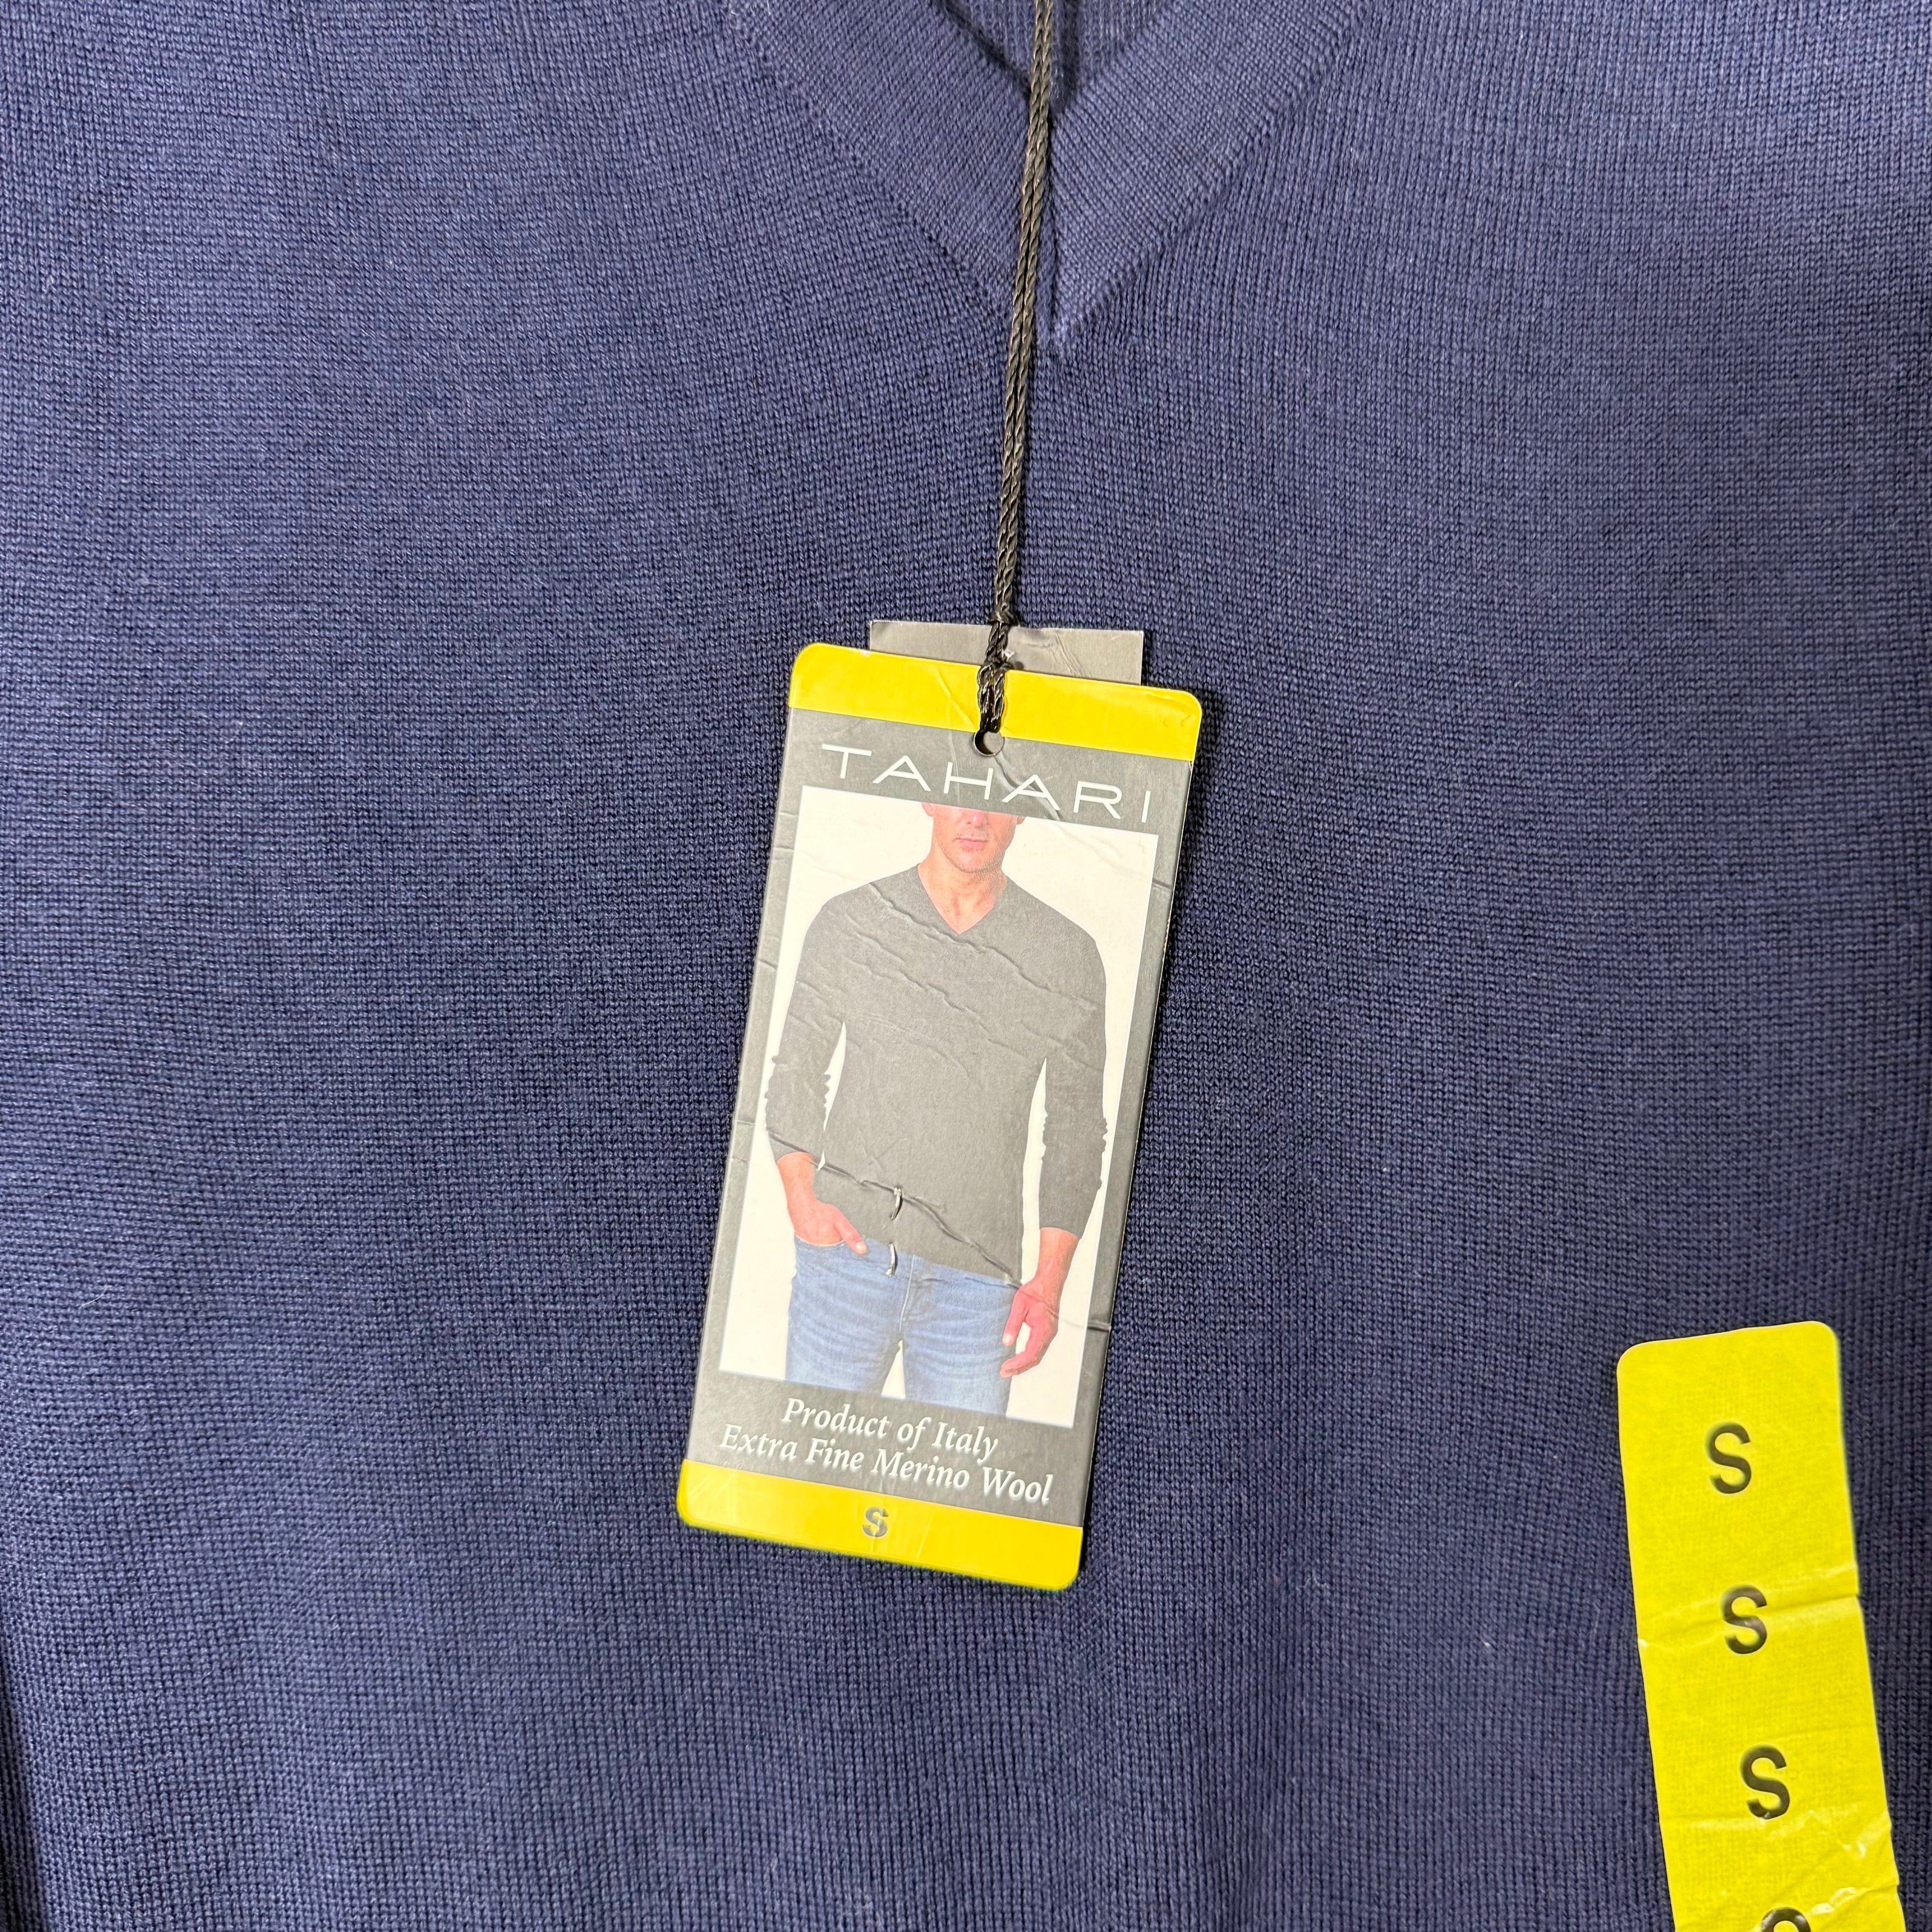 TAHARI
Product of Italy
Extra Fine Merino Wool
S
S
S
S